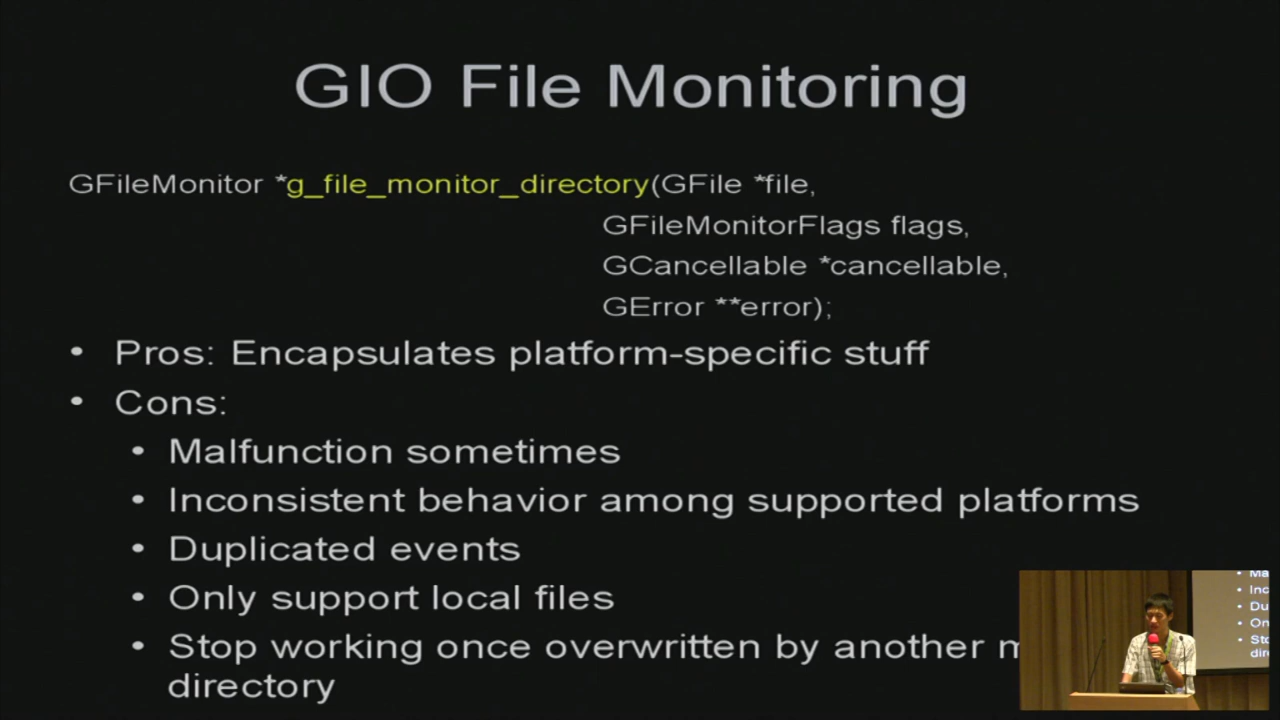 GIO File Monitoring
GFileMonitor *g_file_monitor_directory(GFile *file,
GFileMonitorFlags flags,
GCancellable *cancellable,
GError **error);
• Pros: Encapsulates platform-specific stuff
• Cons:
• Malfunction sometimes
• Inconsistent behavior among supported platforms
• Duplicated events
• Only support local files
• Stop working once overwritten by another
directory